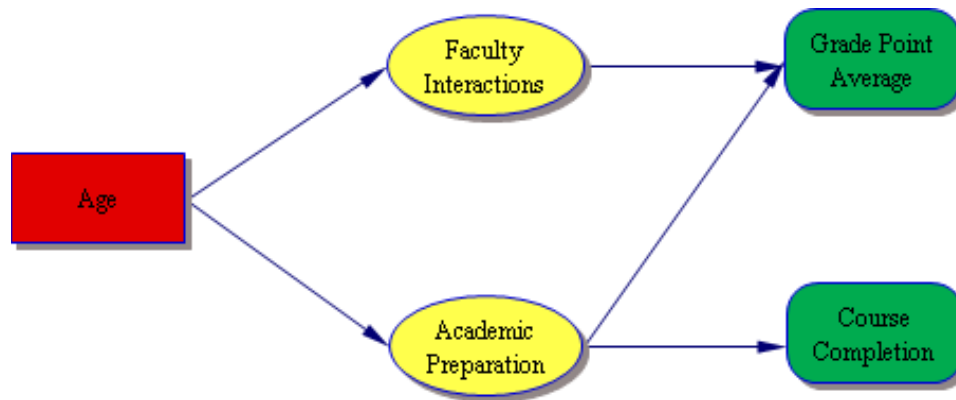 Faculty
Interactions
Grade Point
Average
Age
Academic
Preparation
Course
Completion